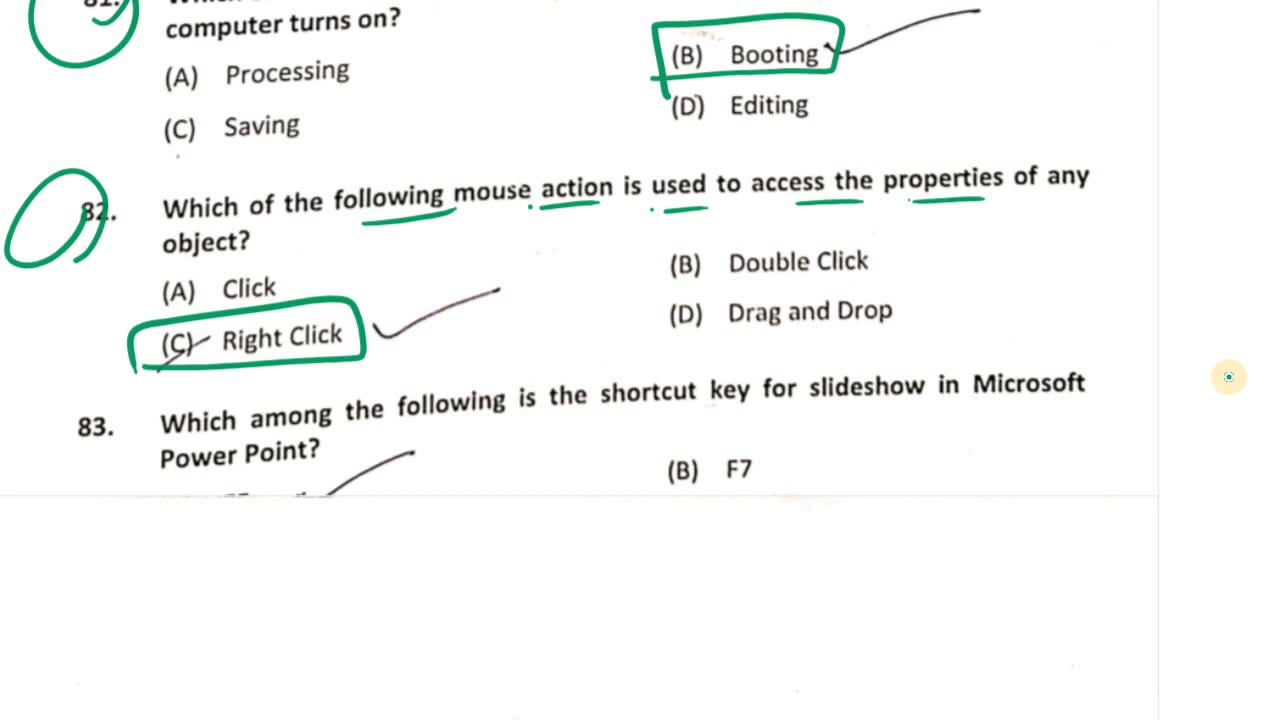 computer turns on?
(A) Processing
(B) Booting
(C) Saving
(D) Editing
82. Which of the following mouse action is used to access the properties of any
object?
(A) Click
(B) Double Click
(C) Right Click
(D) Drag and Drop
83. Which among the following is the shortcut key for slideshow in Microsoft
Power Point?
(B) F7